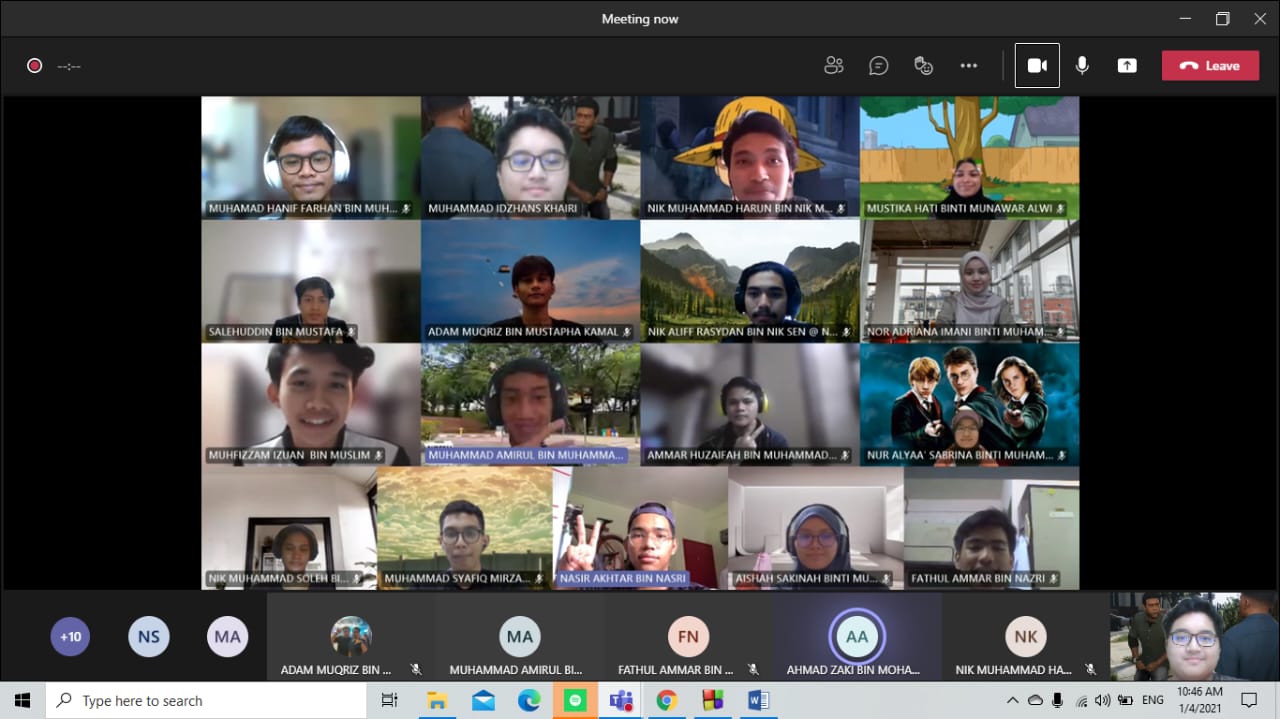 Meeting now
--:--
Leave
MUHAMAD HANIF FARHAN BIN MUH...
MUHAMMAD IDZHANS KHAIRI
NIK MUHAMMAD HARUN BIN NIK M...
MUSTIKA HATI BINTI MUNAWAR ALWI
SALEHUDDIN BIN MUSTAFA
ADAM MUQRIZ BIN MUSTAPHA KAMAL
NIK ALIFF RASYDAN BIN NIK SEN @ N...
NOR ADRIANA IMANI BINTI MUHAM...
MUHFIZZAM IZUAN BIN MUSLIM
MUHAMMAD AMIRUL BIN MUHAMMA...
AMMAR HUZAIFAH BIN MUHAMMAD...
NUR ALYAA' SABRINA BINTI MUHAM...
NIK MUHAMMAD SOLEH BI...
MUHAMMAD SYAFIQ MIRZA...
NASIR AKHTAR BIN NASRI
AISHAH SAKINAH BINTI MU...
FATHUL AMMAR BIN NAZRI
+10
NS
MA
ADAM MUQRIZ BIN ...
MA
MUHAMMAD AMIRUL BI...
FN
FATHUL AMMAR BIN ...
AA
AHMAD ZAKI BIN MOHA...
NK
NIK MUHAMMAD HA...
Type here to search
ENG
10:46 AM
1/4/2021